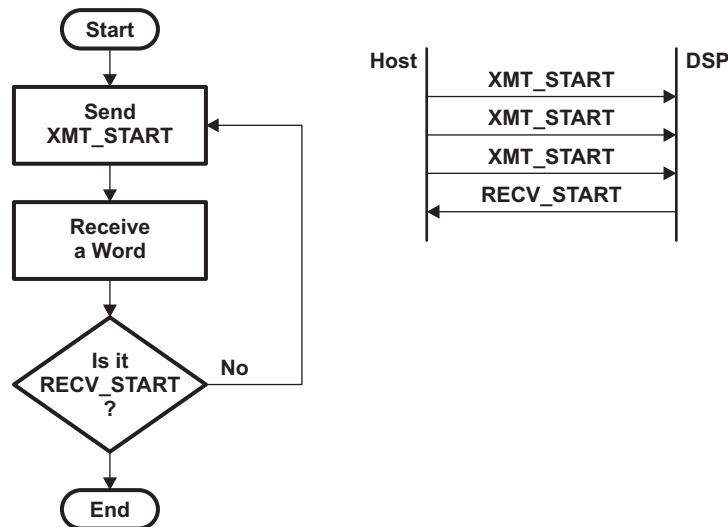 Start
Send
XMT_START
Receive
a Word
Is it
RECV_START
?
No
End
Host
DSP
XMT_START
XMT_START
XMT_START
RECV_START